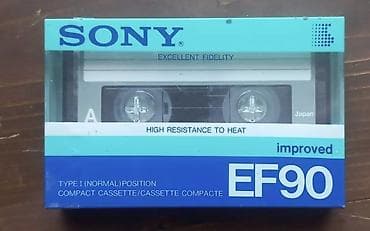 SONY®
EXCELLENT FIDELITY
A
Japan
HIGH RESISTANCE TO HEAT
improved
TYPE I (NORMAL) POSITION
COMPACT CASSETTE/CASSETTE COMPACTE
EF90